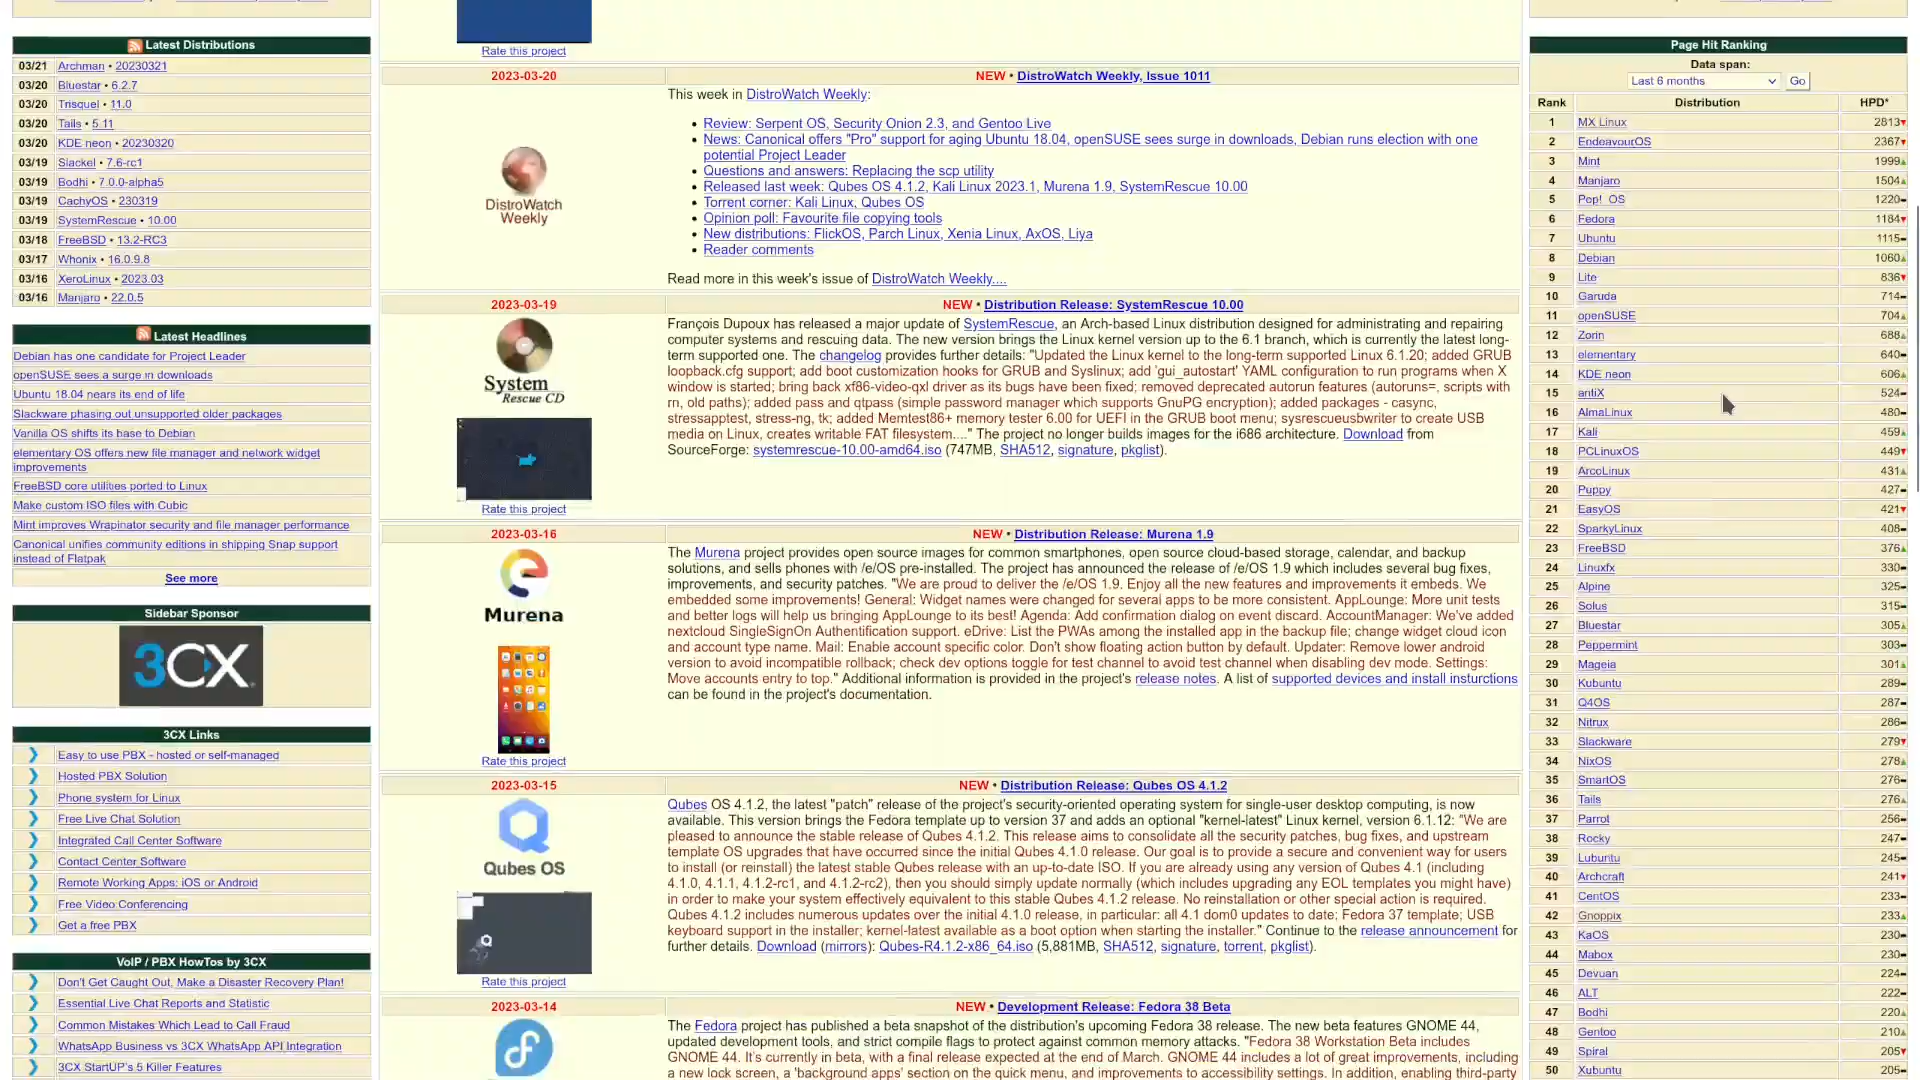 Latest Distributions
03/21 Archman • 20230321
03/20 Bluestar • 6.2.7
03/20 Trisquel • 11.0
03/20 Tails • 5.11
03/20 KDE neon • 20230320
03/19 Slackel • 7.6-rc1
03/19 Bodhi • 7.0.0-alpha5
03/19 CachyOS • 230319
03/19 SystemRescue • 10.00
03/18 FreeBSD • 13.2-RC3
03/17 Whonix • 16.0.9.8
03/16 XeroLinux • 2023.03
03/16 Manjaro • 22.0.5
Latest Headlines
Debian has one candidate for Project Leader
openSUSE sees a surge in downloads
Ubuntu 18.04 nears its end of life
Slackware phasing out unsupported older packages
Vanilla OS shifts its base to Debian
elementary OS offers new file manager and network widget
improvements
FreeBSD core utilities ported to Linux
Make custom ISO files with Cubic
Mint improves Wrapinator security and file manager performance
Canonical unifies community editions in shipping Snap support
instead of Flatpak
See more
Sidebar Sponsor
3CX
3CX Links
Easy to use PBX - hosted or self-managed
Hosted PBX Solution
Phone system for Linux
Free Live Chat Solution
Integrated Call Center Software
Contact Center Software
Remote Working Apps: iOS or Android
Free Video Conferencing
Get a free PBX
VoIP / PBX HowTos by 3CX
Don't Get Caught Out, Make a Disaster Recovery Plan!
Essential Live Chat Reports and Statistic
Common Mistakes Which Lead to Call Fraud
WhatsApp Business vs 3CX WhatsApp API Integration
3CX StartUP's 5 Killer Features
Rate this project
2023-03-20
NEW • DistroWatch Weekly, Issue 1011
DistroWatch
Weekly
This week in DistroWatch Weekly:
• Review: Serpent OS, Security Onion 2.3, and Gentoo Live
• News: Canonical offers "Pro" support for aging Ubuntu 18.04, openSUSE sees surge in downloads, Debian runs election with one
potential Project Leader
• Questions and answers: Replacing the scp utility
• Released last week: Qubes OS 4.1.2, Kali Linux 2023.1, Murena 1.9, SystemRescue 10.00
• Torrent corner: Kali Linux, Qubes OS
• Opinion poll: Favourite file copying tools
• New distributions: FlickOS, Parch Linux, Xenia Linux, AxOS, Liya
• Reader comments
Read more in this week's issue of DistroWatch Weekly....
2023-03-19
NEW • Distribution Release: SystemRescue 10.00
System
Rescue CD
Rate this project
François Dupoux has released a major update of SystemRescue, an Arch-based Linux distribution designed for administrating and repairing
computer systems and rescuing data. The new version brings the Linux kernel version up to the 6.1 branch, which is currently the latest long-
term supported one. The changelog provides further details: "Updated the Linux kernel to the long-term supported Linux 6.1.20; added GRUB
loopback.cfg support; add boot customization hooks for GRUB and Syslinux; add 'gui_autostart' YAML configuration to run programs when X
window is started; bring back xf86-video-qxl driver as its bugs have been fixed; removed deprecated autorun features (autoruns=, scripts with
rn, old paths); added pass and qtpass (simple password manager which supports GnuPG encryption); added packages - casync,
stressapptest, stress-ng, tk; added Memtest86+ memory tester 6.00 for UEFI in the GRUB boot menu; sysrescueusbwriter to create USB
media on Linux, creates writable FAT filesystem...." The project no longer builds images for the i686 architecture. Download from
SourceForge: systemrescue-10.00-amd64.iso (747MB, SHA512, signature, pkglist).
2023-03-16
NEW • Distribution Release: Murena 1.9
Murena
Rate this project
The Murena project provides open source images for common smartphones, open source cloud-based storage, calendar, and backup
solutions, and sells phones with /e/OS pre-installed. The project has announced the release of /e/OS 1.9 which includes several bug fixes,
improvements, and security patches. "We are proud to deliver the /e/OS 1.9. Enjoy all the new features and improvements it embeds. We
embedded some improvements! General: Widget names were changed for several apps to be more consistent. AppLounge: More unit tests
and better logs will help us bringing AppLounge to its best! Agenda: Add confirmation dialog on event discard. AccountManager: We've added
nextcloud SingleSignOn Authentification support. eDrive: List the PWAs among the installed app in the backup file; change widget cloud icon
and account type name. Mail: Enable account specific color. Don't show floating action button by default. Updater: Remove lower android
version to avoid incompatible rollback; check dev options toggle for test channel to avoid test channel when disabling dev mode. Settings:
Move accounts entry to top." Additional information is provided in the project's release notes. A list of supported devices and install insturctions
can be found in the project's documentation.
2023-03-15
NEW • Distribution Release: Qubes OS 4.1.2
Qubes OS
Rate this project
Qubes OS 4.1.2, the latest "patch" release of the project's security-oriented operating system for single-user desktop computing, is now
available. This version brings the Fedora template up to version 37 and adds an optional "kernel-latest" Linux kernel, version 6.1.12: "We are
pleased to announce the stable release of Qubes 4.1.2. This release aims to consolidate all the security patches, bug fixes, and upstream
template OS upgrades that have occurred since the initial Qubes 4.1.0 release. Our goal is to provide a secure and convenient way for users
to install (or reinstall) the latest stable Qubes release with an up-to-date ISO. If you are already using any version of Qubes 4.1 (including
4.1.0, 4.1.1, 4.1.2-rc1, and 4.1.2-rc2), then you should simply update normally (which includes upgrading any EOL templates you might have)
in order to make your system effectively equivalent to this stable Qubes 4.1.2 release. No reinstallation or other special action is required.
Qubes 4.1.2 includes numerous updates over the initial 4.1.0 release, in particular: all 4.1 dom0 updates to date; Fedora 37 template; USB
keyboard support in the installer; kernel-latest available as a boot option when starting the installer." Continue to the release announcement for
further details. Download (mirrors): Qubes-R4.1.2-x86_64.iso (5,881MB, SHA512, signature, torrent, pkglist).
2023-03-14
NEW • Development Release: Fedora 38 Beta
The Fedora project has published a beta snapshot of the distribution's upcoming Fedora 38 release. The new beta features GNOME 44,
updated development tools, and strict compile flags to protect against common memory attacks. "Fedora 38 Workstation Beta includes
GNOME 44. It's currently in beta, with a final release expected at the end of March. GNOME 44 includes a lot of great improvements, including
a new lock screen, a 'background apps' section on the quick menu, and improvements to accessibility settings. In addition, enabling third-party
Page Hit Ranking
Data span:
Last 6 months Go
Rank Distribution HPD*
1 MX Linux 2813
2 EndeavourOS 2367
3 Mint 1999
4 Manjaro 1504
5 Pop!_OS 1220
6 Fedora 1184
7 Ubuntu 1115
8 Debian 1060
9 Lite 836
10 Garuda 714
11 openSUSE 704
12 Zorin 688
13 elementary 640
14 KDE neon 606
15 antiX 524
16 AlmaLinux 480
17 Kali 459
18 PCLinuxOS 449
19 ArcoLinux 431
20 Puppy 427
21 EasyOS 421
22 SparkyLinux 408
23 FreeBSD 376
24 Linuxfx 330
25 Alpine 325
26 Solus 315
27 Bluestar 305
28 Peppermint 303
29 Mageia 301
30 Kubuntu 289
31 Q4OS 287
32 Nitrux 286
33 Slackware 279
34 NixOS 278
35 SmartOS 276
36 Tails 276
37 Parrot 256
38 Rocky 247
39 Lubuntu 245
40 Archcraft 241
41 CentOS 233
42 Gnoppix 233
43 KaOS 230
44 Mabox 230
45 Devuan 224
46 ALT 222
47 Bodhi 220
48 Gentoo 210
49 Spiral 205
50 Xubuntu 205